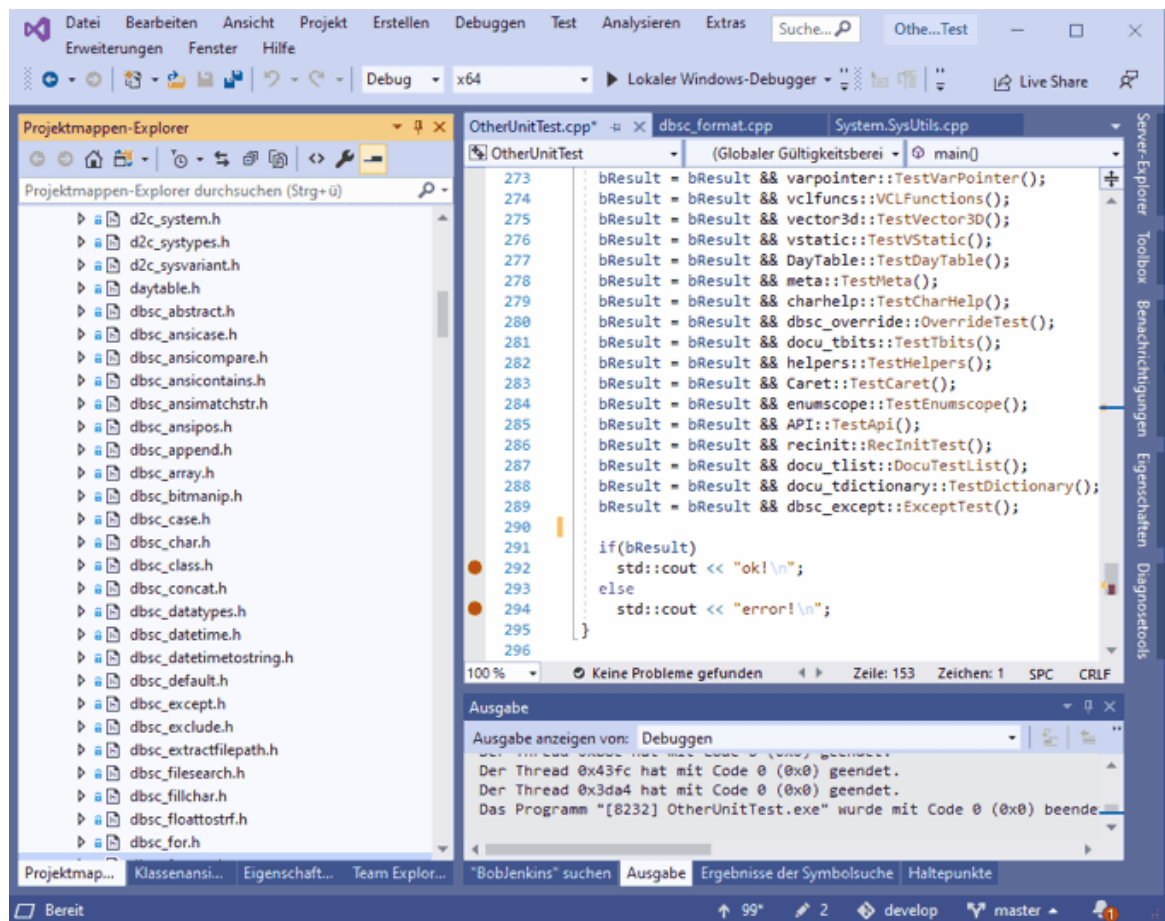 Datei Bearbeiten Ansicht Projekt Erstellen Debuggen Test Analysieren Extras Suche... Othe...Test
Erweiterungen Fenster Hilfe
Debug x64 Lokaler Windows-Debugger Live Share
Projektmappen-Explorer
Projektmappen-Explorer durchsuchen (Strg+ü)
d2c_system.h
d2c_systypes.h
d2c_sysvariant.h
daytable.h
dbsc_abstract.h
dbsc_ansicase.h
dbsc_ansicompare.h
dbsc_ansicontains.h
dbsc_ansimatchstr.h
dbsc_ansipos.h
dbsc_append.h
dbsc_array.h
dbsc_bitmanip.h
dbsc_case.h
dbsc_char.h
dbsc_class.h
dbsc_concat.h
dbsc_datatypes.h
dbsc_datetime.h
dbsc_datetimetostring.h
dbsc_default.h
dbsc_except.h
dbsc_exclude.h
dbsc_extractfilepath.h
dbsc_filesearch.h
dbsc_fillchar.h
dbsc_floattostrf.h
dbsc_for.h
Projektmap... Klassenansi... Eigenschaft... Team Explor...
OtherUnitTest.cpp* dbsc_format.cpp System.SysUtils.cpp
OtherUnitTest (Globaler Gültigkeitsberei main()
273 bResult = bResult && varpointer::TestVarPointer();
274 bResult = bResult && vclfuncs::VCLFunctions();
275 bResult = bResult && vector3d::TestVector3D();
276 bResult = bResult && vstatic::TestVStatic();
277 bResult = bResult && DayTable::TestDayTable();
278 bResult = bResult && meta::TestMeta();
279 bResult = bResult && charhelp::TestCharHelp();
280 bResult = bResult && dbsc_override::OverrideTest();
281 bResult = bResult && docu_tbits::TestTbits();
282 bResult = bResult && helpers::TestHelpers();
283 bResult = bResult && Caret::TestCaret();
284 bResult = bResult && enumscope::TestEnumscope();
285 bResult = bResult && API::TestApi();
286 bResult = bResult && recinit::RecInitTest();
287 bResult = bResult && docu_tlist::DocuTestList();
288 bResult = bResult && docu_tdictionary::TestDictionary();
289 bResult = bResult && dbsc_except::ExceptTest();
290
291 if(bResult)
292 std::cout << "ok!\n";
293 else
294 std::cout << "error!\n";
295 }
296
100 % Keine Probleme gefunden Zeile: 153 Zeichen: 1 SPC CRLF
Ausgabe
Ausgabe anzeigen von: Debuggen
Der Thread 0x43fc hat mit Code 0 (0x0) geendet.
Der Thread 0x3da4 hat mit Code 0 (0x0) geendet.
Das Programm "[8232] OtherUnitTest.exe" wurde mit Code 0 (0x0) beende
"BobJenkins" suchen Ausgabe Ergebnisse der Symbolsuche Haltepunkte
Server-Explorer
Toolbox
Benachrichtigungen
Eigenschaften
Diagnosetools
Bereit 99* 2 develop master 1